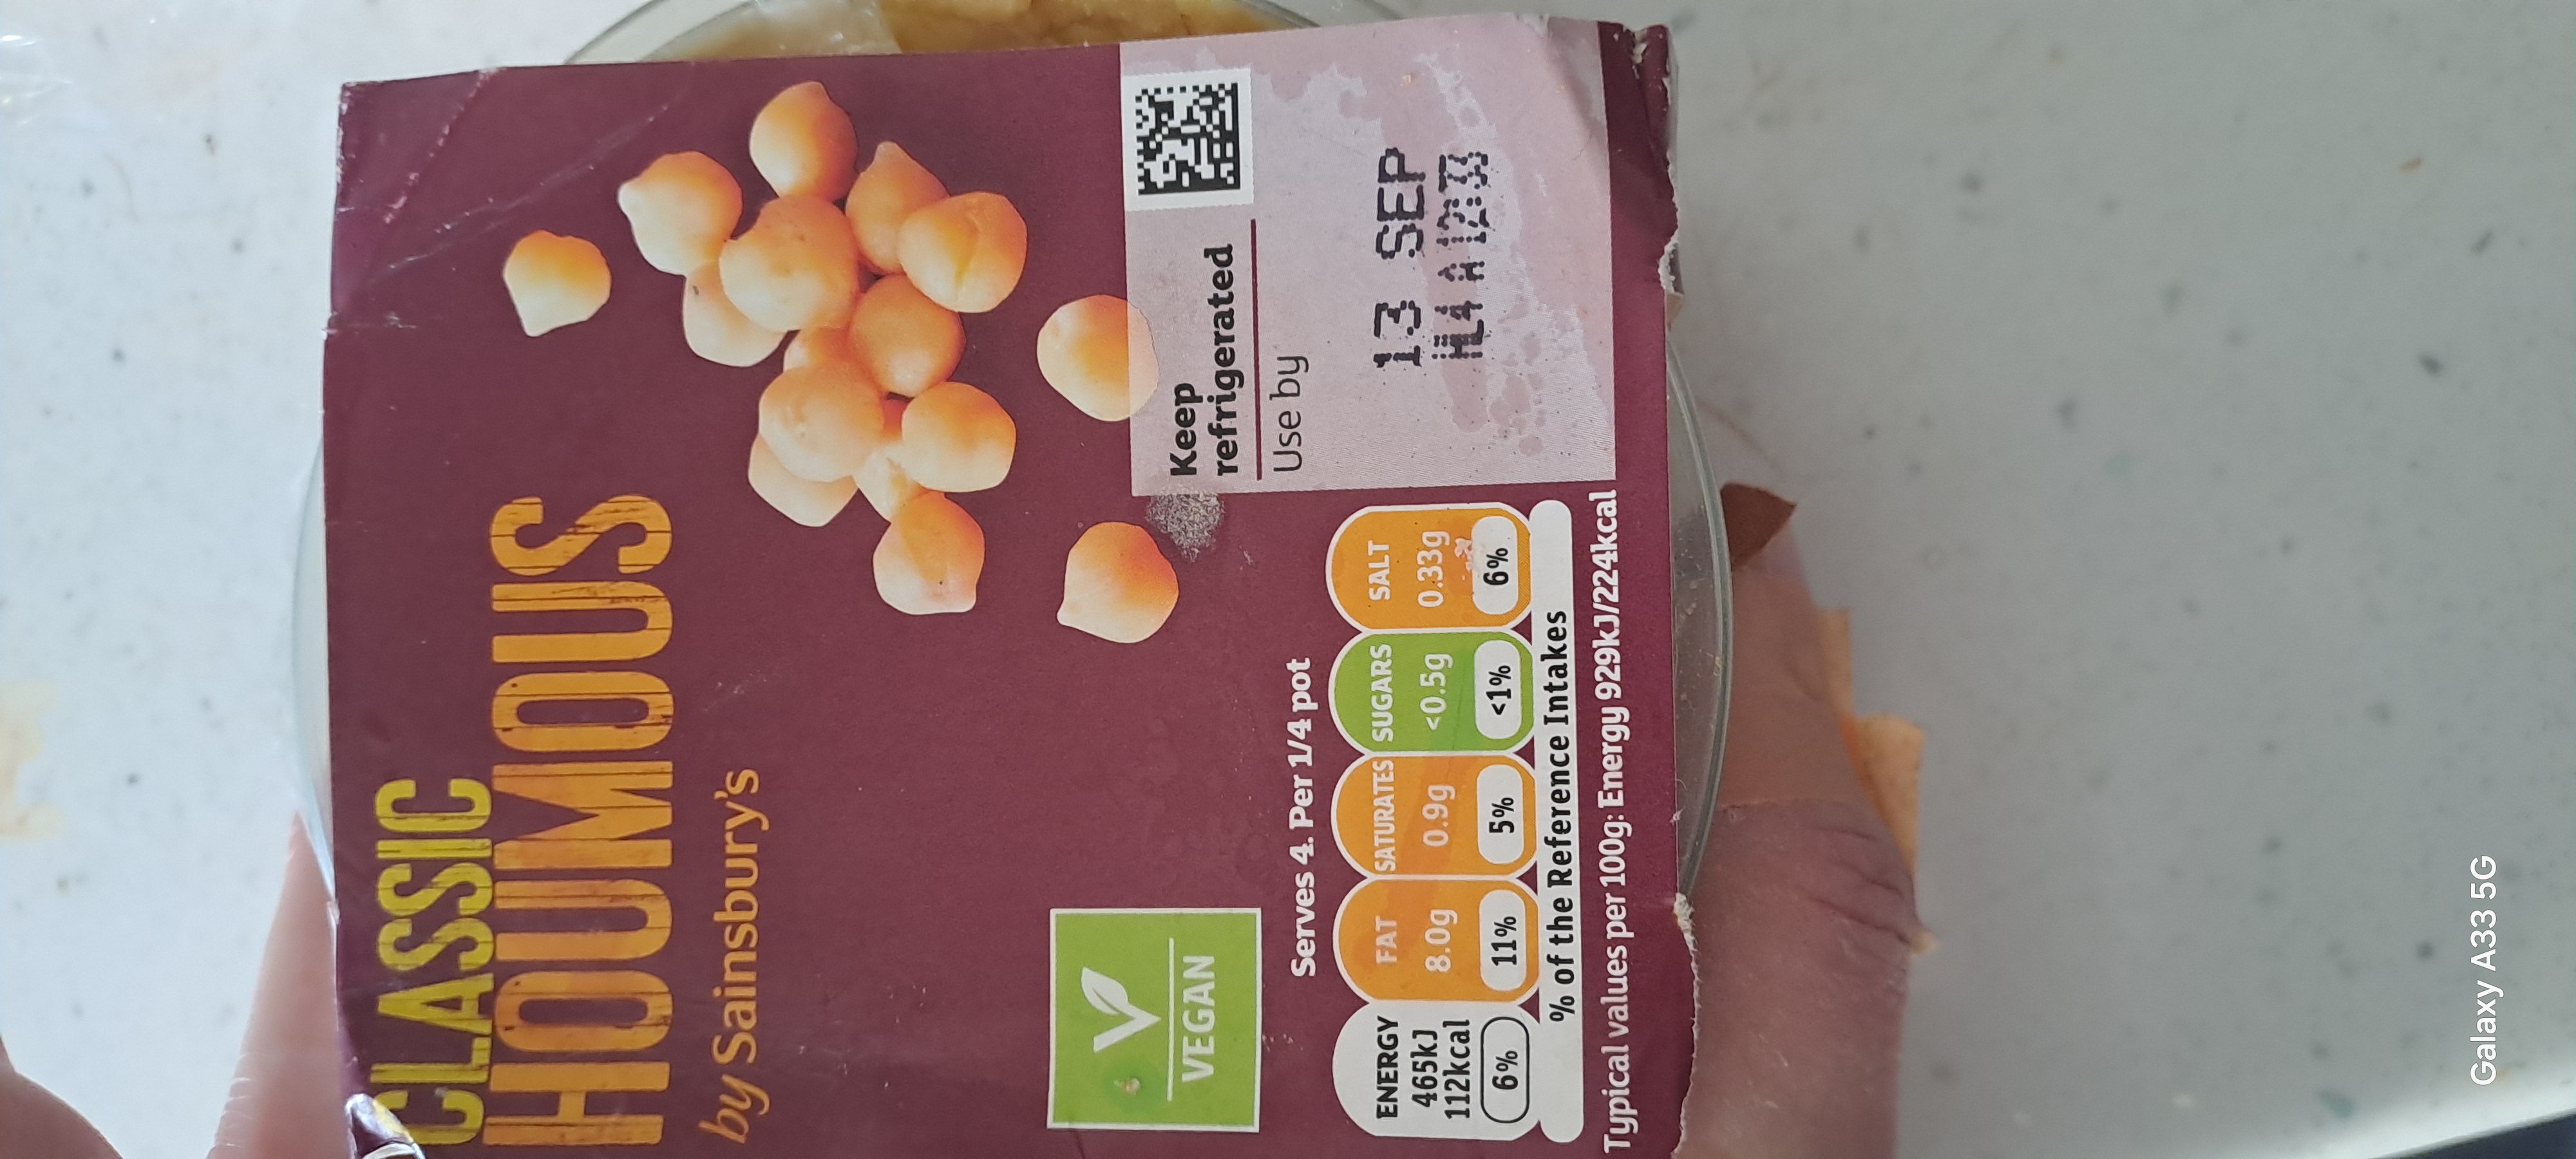 CLASSIC
HOUMOUS
by Sainsbury's
VEGAN
Keep
refrigerated
Use by
13 SEP
Serves 4. Per 1/4 pot
ENERGY
465kJ
112kcal
6%
FAT
8.0g
11%
SATURATES
0.9g
5%
SUGARS
<0.5g
<1%
SALT
0.33g
6%
% of the Reference Intakes
Typical values per 100g: Energy 929kJ/224kcal
Galaxy A33 5G